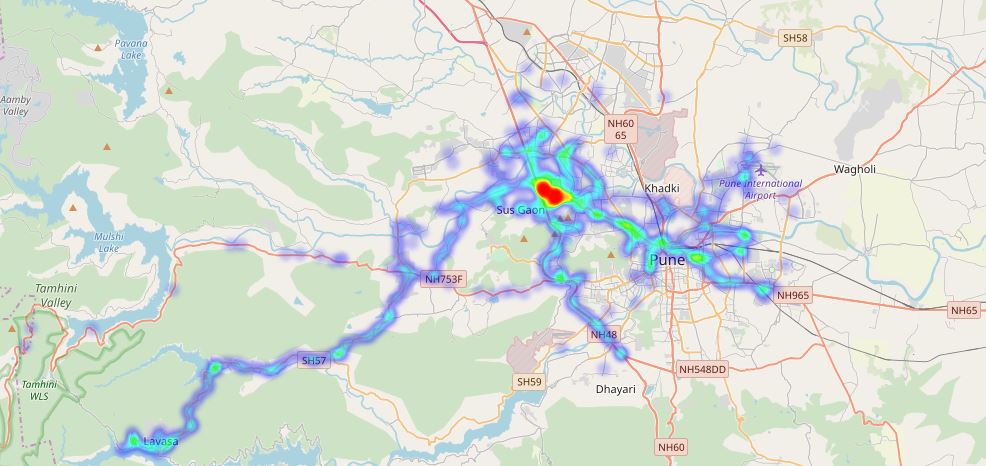 SH58
Pavana
Lake
Aamby
Valley
NH60
65
Khadki
Wagholi
Pune International
Airport
Sus Gaon
Mulshi
Lake
Pune
NH753F
Tamhini
Valley
NH965
NH65
NH48
SH57
NH548DD
SH59
Dhayari
Tamhini
WLS
Lavasa
NH60